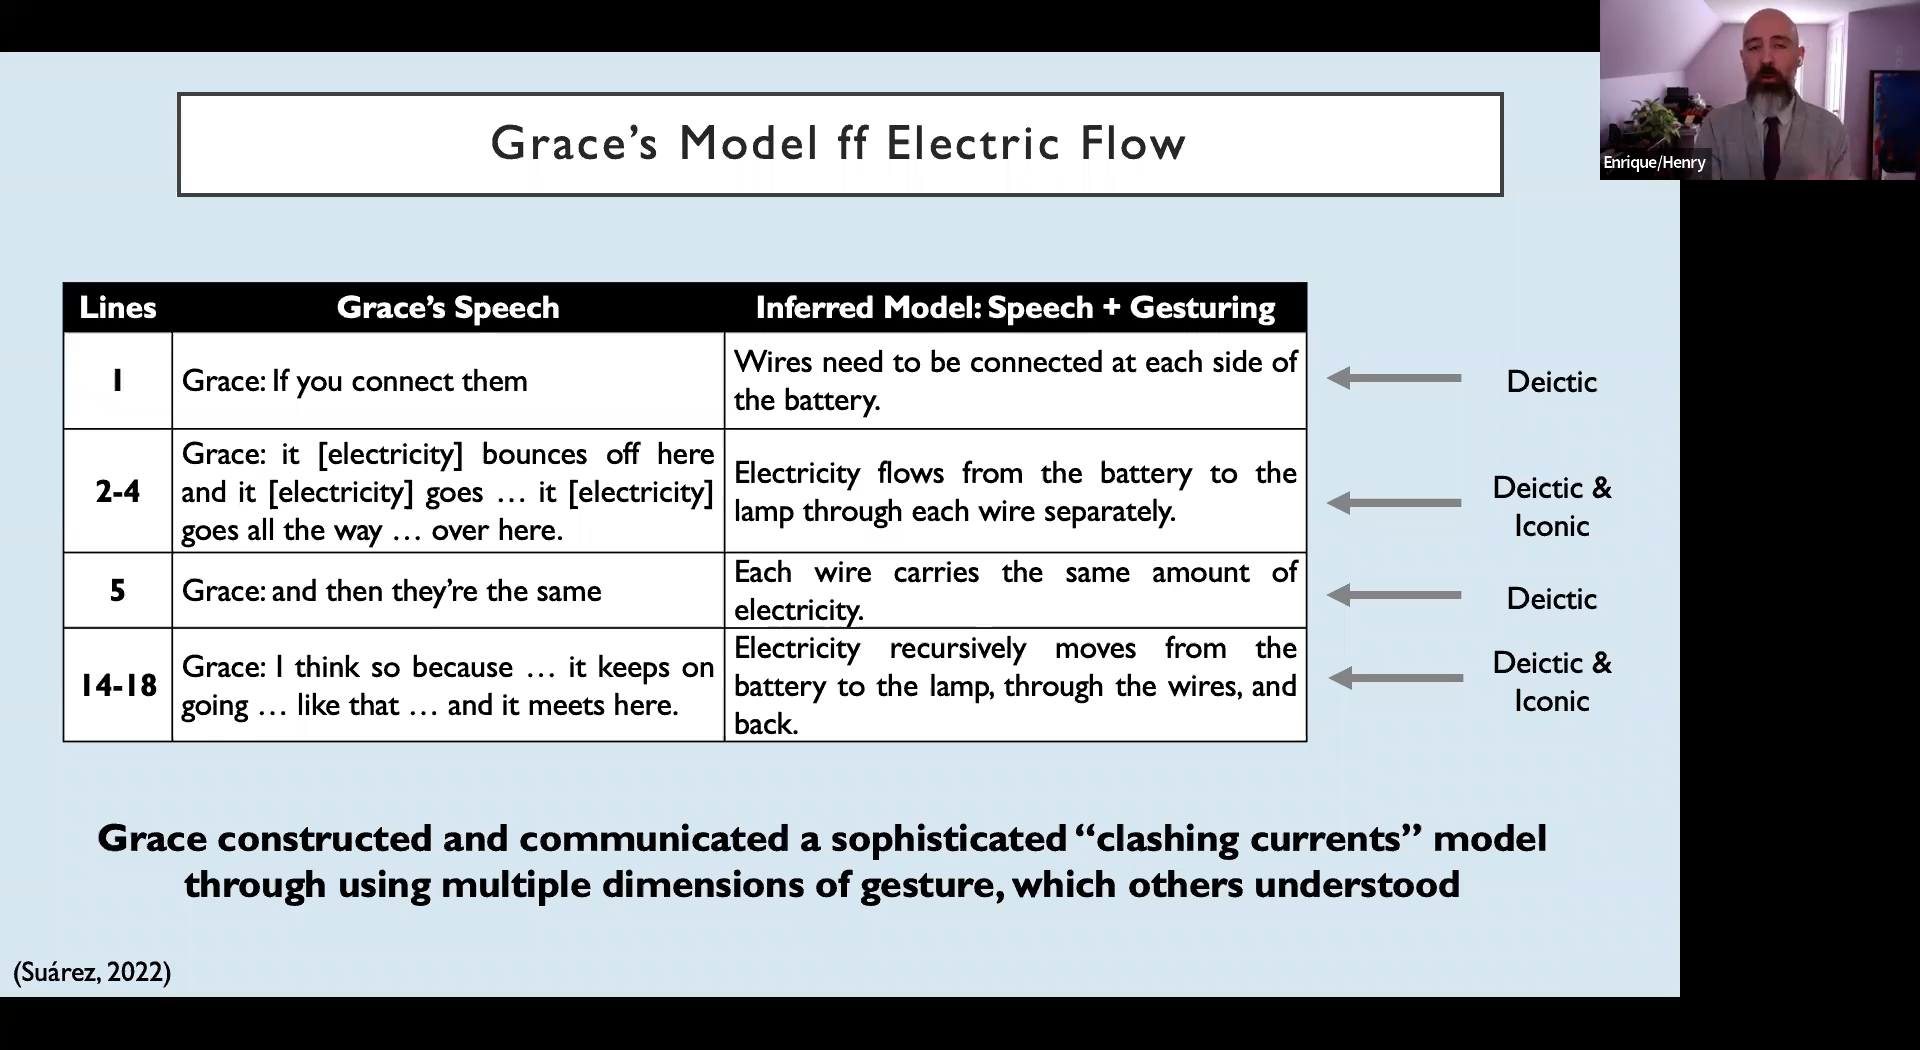 Grace's Model ff Electric Flow
Enrique/Henry
Lines
Grace's Speech
Inferred Model: Speech + Gesturing
1
Grace: If you connect them
Wires need to be connected at each side of
the battery.
Deictic
2-4
Grace: it [electricity] bounces off here
and it [electricity] goes … it [electricity]
goes all the way … over here.
Electricity flows from the battery to the
lamp through each wire separately.
Deictic &
Iconic
5
Grace: and then they're the same
Each wire carries the same amount of
electricity.
Deictic
14-18
Grace: I think so because … it keeps on
going … like that … and it meets here.
Electricity recursively moves from the
battery to the lamp, through the wires, and
back.
Deictic &
Iconic
Grace constructed and communicated a sophisticated “clashing currents” model
through using multiple dimensions of gesture, which others understood
(Suárez, 2022)